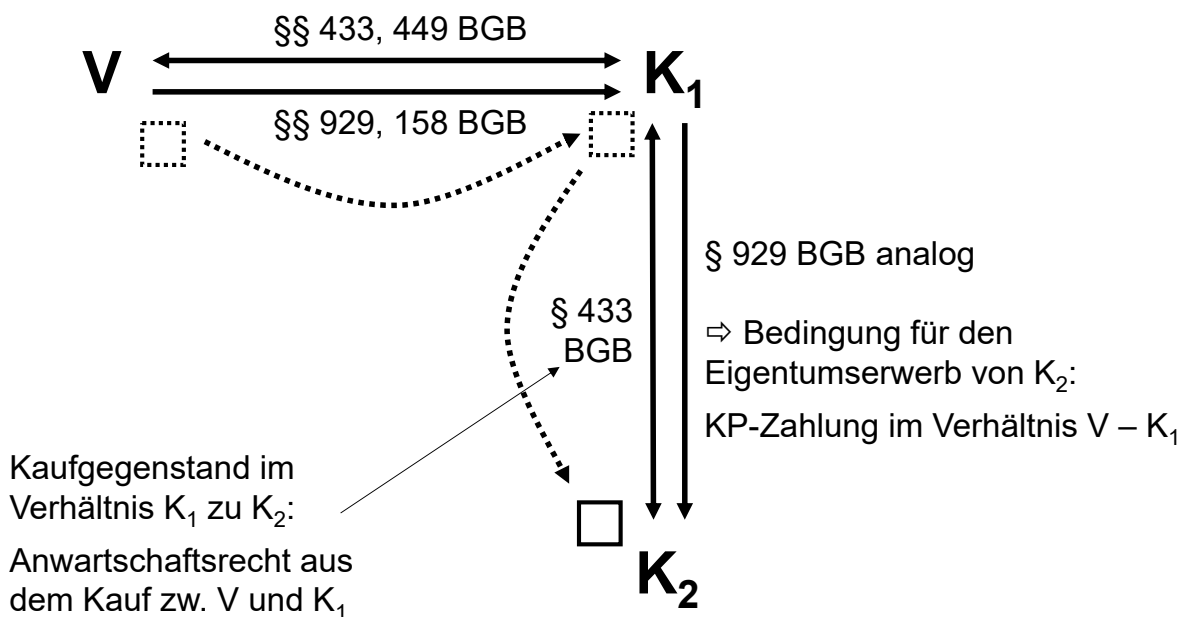 §§ 433, 449 BGB
V
K₁
§§ 929, 158 BGB
§ 929 BGB analog
§ 433
BGB
⇨ Bedingung für den
Eigentumserwerb von K₂:
KP-Zahlung im Verhältnis V – K₁
Kaufgegenstand im
Verhältnis K₁ zu K₂:
Anwartschaftsrecht aus
dem Kauf zw. V und K₁
K₂